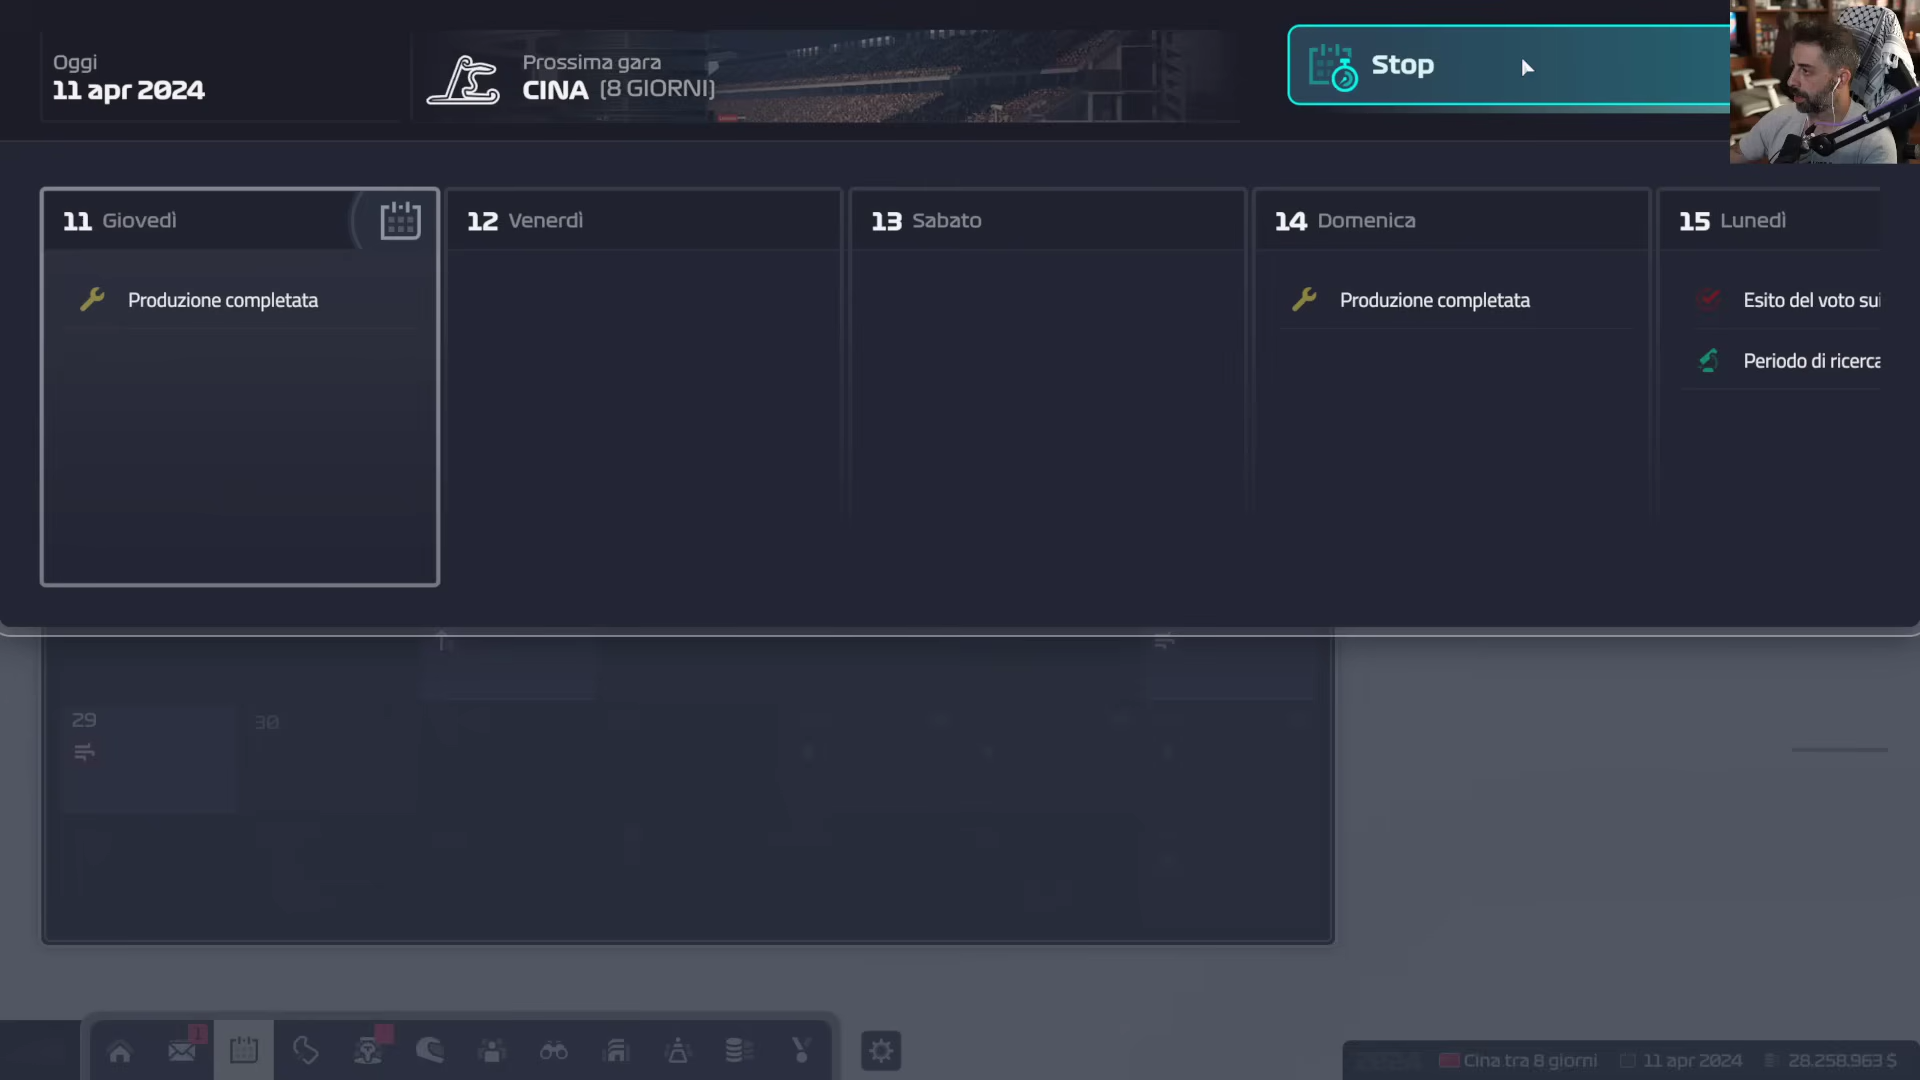 Oggi
11 apr 2024
Prossima gara
CINA (8 GIORNI)
Stop
11 Giovedì
12 Venerdì
13 Sabato
14 Domenica
15 Lunedì
Produzione completata
Produzione completata
Esito del voto sui
Periodo di ricerca
29
30
1
Cina tra 8 giorni
11 apr 2024
28.258.963 $